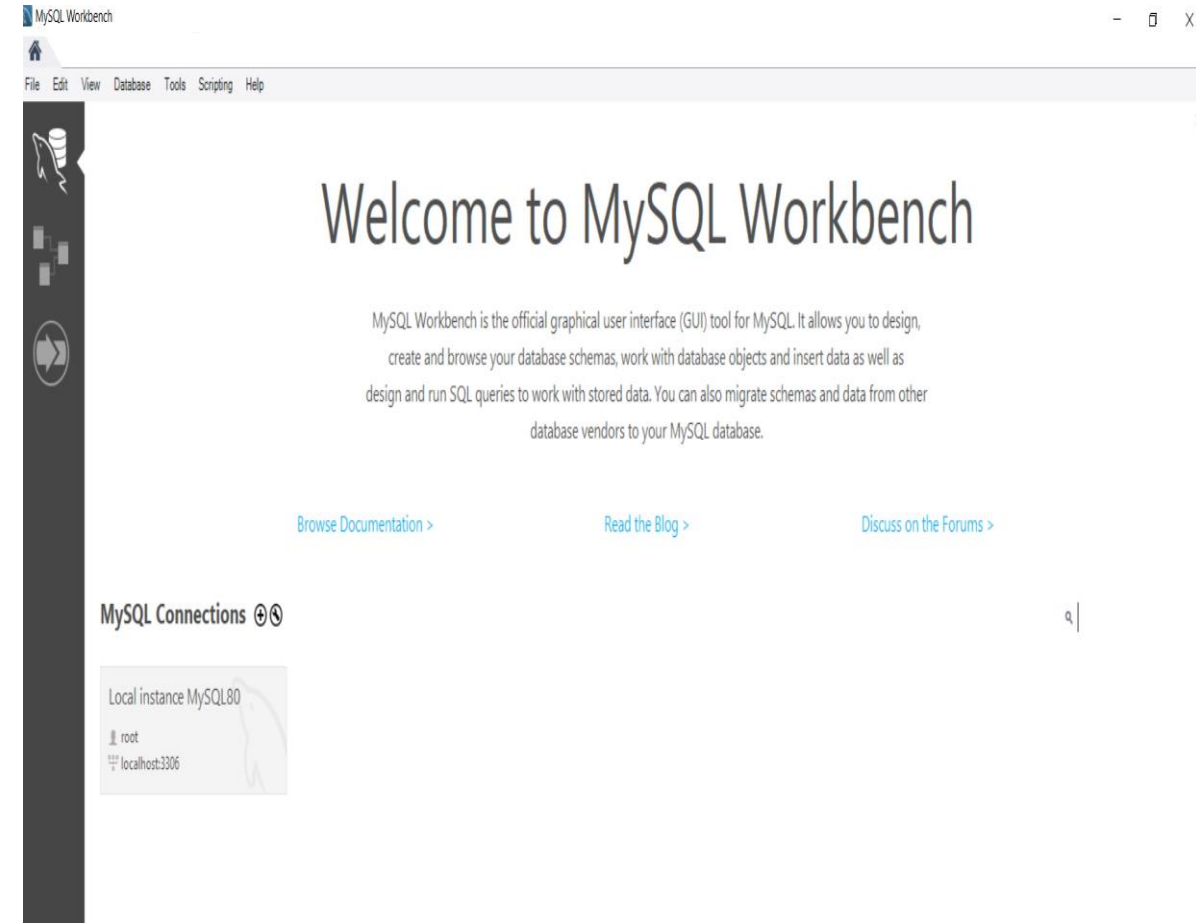 MySQL Workbench
File Edit View Database Tools Scripting Help
Welcome to MySQL Workbench
MySQL Workbench is the official graphical user interface (GUI) tool for MySQL. It allows you to design,
create and browse your database schemas, work with database objects and insert data as well as
design and run SQL queries to work with stored data. You can also migrate schemas and data from other
database vendors to your MySQL database.
Browse Documentation > Read the Blog > Discuss on the Forums >
MySQL Connections
Local instance MySQL80
root
localhost:3306